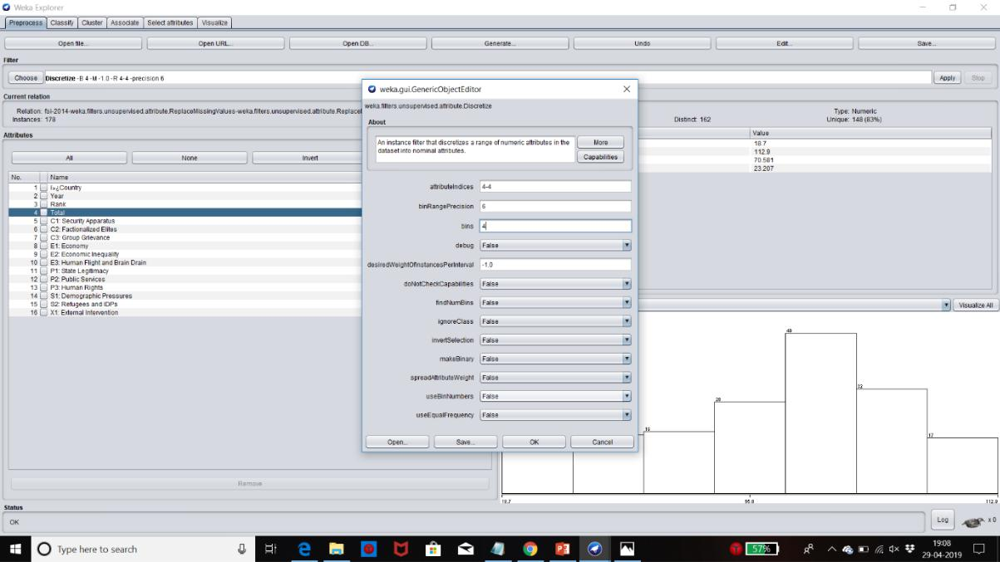 Weka Explorer
Preprocess Classify Cluster Associate Select attributes Visualize
Open file... Open URL... Open DB... Generate... Undo Edit... Save...
Filter
Choose Discretize -B 4 -M -1.0 -R 4-4 -precision 6 Apply Stop
Current relation
Relation: fsi-2014-weka.filters.unsupervised.attribute.ReplaceMissingValues-weka.filters.unsupervised.attribute.Replace
Instances: 178
Attributes
All None Invert
No. Name
1 ï»¿Country
2 Year
3 Rank
4 Total
5 C1: Security Apparatus
6 C2: Factionalized Elites
7 C3: Group Grievance
8 E1: Economy
9 E2: Economic Inequality
10 E3: Human Flight and Brain Drain
11 P1: State Legitimacy
12 P2: Public Services
13 P3: Human Rights
14 S1: Demographic Pressures
15 S2: Refugees and IDPs
16 X1: External Intervention
Remove
Status
OK
weka.gui.GenericObjectEditor
weka.filters.unsupervised.attribute.Discretize
About
An instance filter that discretizes a range of numeric attributes in the
dataset into nominal attributes.
More
Capabilities
attributeIndices 4-4
binRangePrecision 6
bins 4
debug False
desiredWeightOfInstancesPerInterval -1.0
doNotCheckCapabilities False
findNumBins False
ignoreClass False
invertSelection False
makeBinary False
spreadAttributeWeight False
useBinNumbers False
useEqualFrequency False
Open... Save... OK Cancel
Type: Numeric
Distinct: 162 Unique: 148 (83%)
Value
18.7
112.9
70.581
23.207
Visualize All
32
17
18.7 65.8 112.9
Log x 0
Type here to search
57%
19:08
29-04-2019